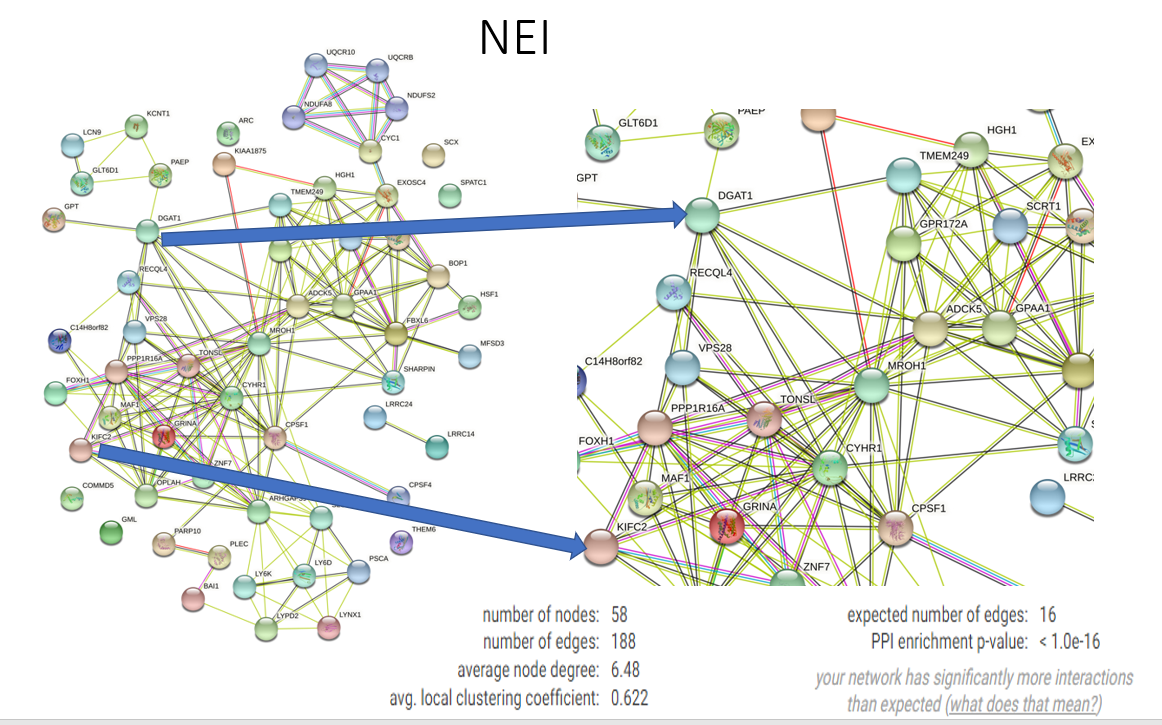 NEI
UQCR10
UQCRB
NDUFA8
NDUFS2
CYC1
KCNT1
ARC
LCN9
SCX
KIAA1875
GLT6D1
PAEP
HGH1
EXOSC4
SPATC1
TMEM249
GPT
DGAT1
BOP1
RECQL4
ADCK5
GPAA1
HSF1
VPS28
FBXL6
C14H8orf82
MROH1
MFSD3
TONSL
PPP1R16A
SHARPIN
FOXH1
CYHR1
MAF1
LRRC24
GRINA
CPSF1
KIFC2
LRRC14
ZNF7
COMMD5
OPLAH
CPSF4
GML
PARP10
THEM6
PLEC
LY6K
LY6D
PSCA
BAI1
LYPD2
LYNX1
GLT6D1
PAEP
HGH1
TMEM249
EX
GPT
DGAT1
SCRT1
GPR172A
RECQL4
ADCK5
GPAA1
VPS28
C14H8orf82
MROH1
PPP1R16A
TONSL
FOXH1
CYHR1
MAF1
LRRC
GRINA
CPSF1
KIFC2
ZNF7
number of nodes: 58
number of edges: 188
average node degree: 6.48
avg. local clustering coefficient: 0.622
expected number of edges: 16
PPI enrichment p-value: < 1.0e-16
your network has significantly more interactions
than expected (what does that mean?)